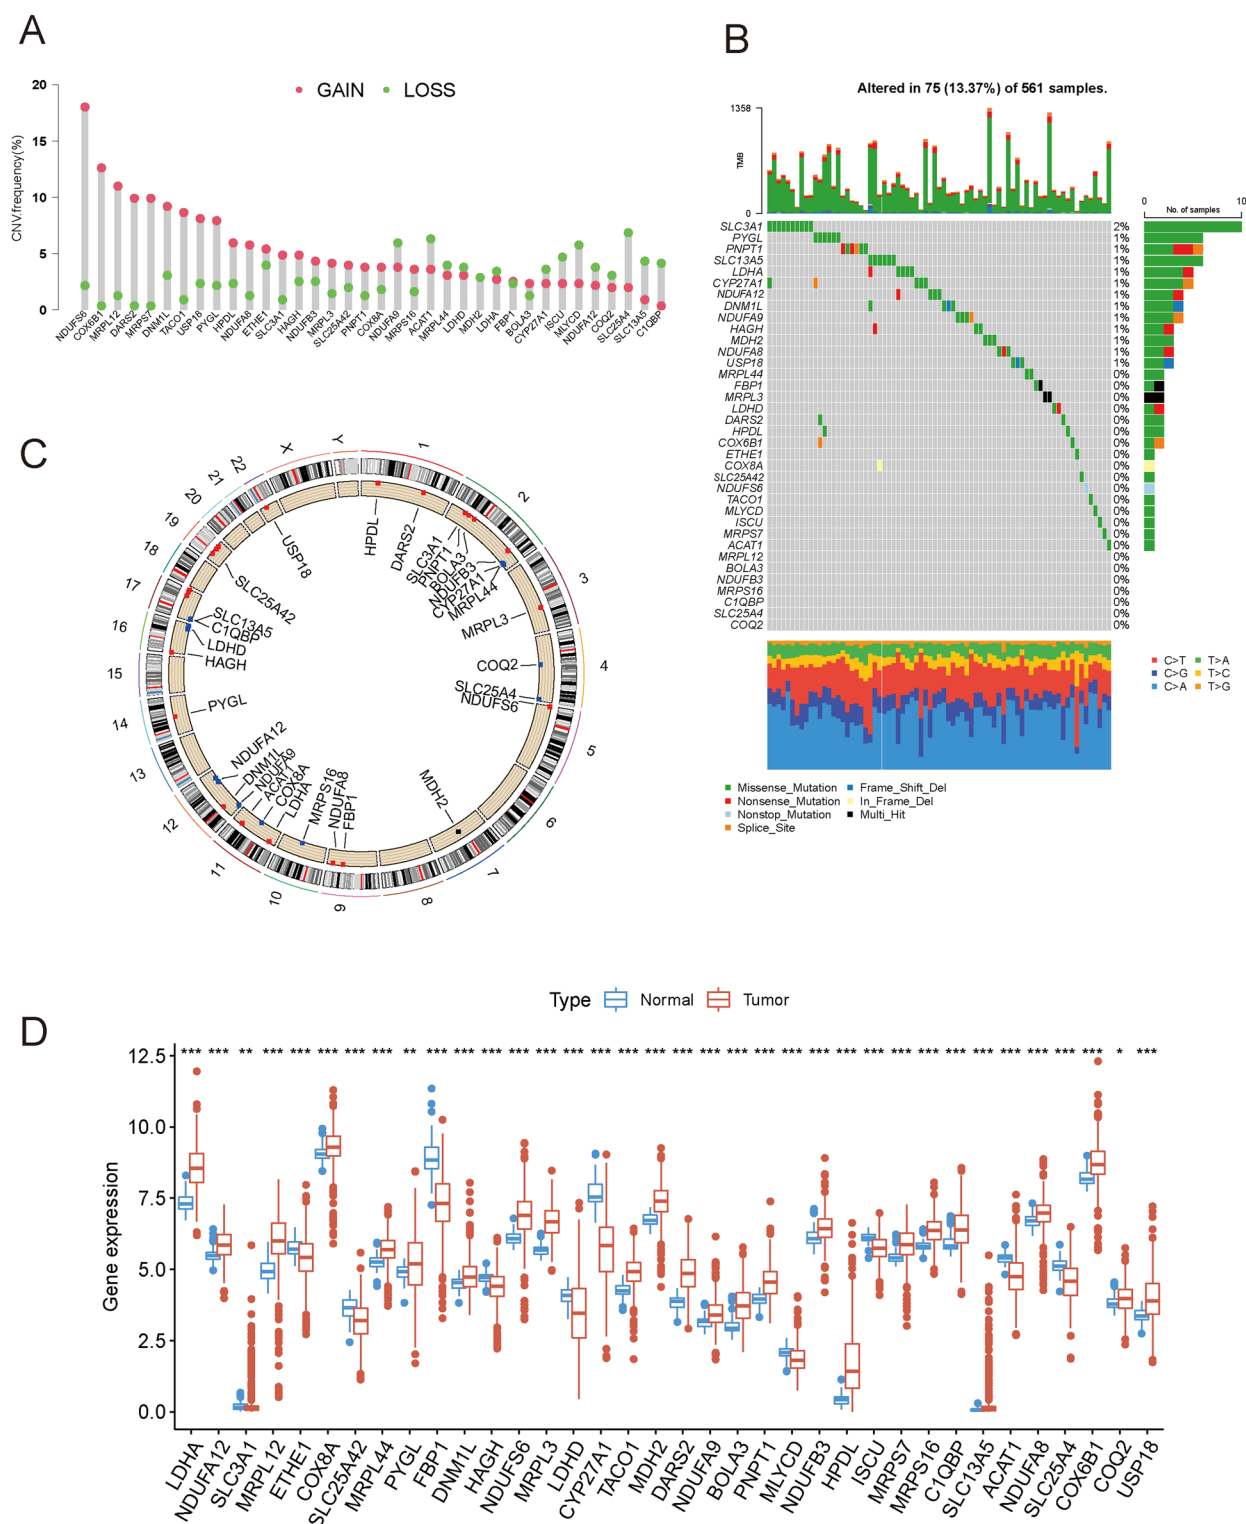 A
GAIN LOSS
CNV.frequency(%)
20
15
10
5
0
NDUFS6 COX6B1 MRPL12 DARS2 MRPS7 DNM1L TACO1 USP18 PYGL HPDL NDUFA8 ETHE1 SLC3A1 HAGH NDUFB3 MRPL3 SLC25A42 PNPT1 COX8A NDUFA9 MRPS16 ACAT1 MRPL44 LDHD MDH2 LDHA FBP1 BOLA3 CYP27A1 ISCU MLYCD NDUFA12 COQ2 SLC25A4 SLC13A5 C1QBP
B
Altered in 75 (13.37%) of 561 samples.
1358
TMB
0
0 10
No. of samples
SLC3A1 2%
PYGL 1%
PNPT1 1%
SLC13A5 1%
LDHA 1%
CYP27A1 1%
NDUFA12 1%
DNM1L 1%
NDUFA9 1%
HAGH 1%
MDH2 1%
NDUFA8 1%
USP18 1%
MRPL44 0%
FBP1 0%
MRPL3 0%
LDHD 0%
DARS2 0%
HPDL 0%
COX6B1 0%
ETHE1 0%
COX8A 0%
SLC25A42 0%
NDUFS6 0%
TACO1 0%
MLYCD 0%
ISCU 0%
MRPS7 0%
ACAT1 0%
MRPL12 0%
BOLA3 0%
NDUFB3 0%
MRPS16 0%
C1QBP 0%
SLC25A4 0%
COQ2 0%
C>T T>A
C>G T>C
C>A T>G
Missense_Mutation Frame_Shift_Del
Nonsense_Mutation In_Frame_Del
Nonstop_Mutation Multi_Hit
Splice_Site
C
1 2 3 4 5 6 7 8 9 10 11 12 13 14 15 16 17 18 19 20 21 22 X Y
HPDL
DARS2
SLC3A1
PNPT1
BOLA3
NDUFB3
CYP27A1
MRPL44
MRPL3
COQ2
SLC25A4
NDUFS6
MDH2
FBP1
NDUFA8
MRPS16
LDHA
COX8A
ACAT1
NDUFA9
DNM1L
NDUFA12
PYGL
HAGH
LDHD
C1QBP
SLC13A5
SLC25A42
USP18
D
Type Normal Tumor
Gene expression
12.5
10.0
7.5
5.0
2.5
0.0
*** *** ** *** *** *** *** *** ** *** *** *** *** *** *** *** *** *** *** *** *** *** *** *** *** *** *** *** *** *** *** *** *** *** * ***
LDHA NDUFA12 SLC3A1 MRPL12 ETHE1 COX8A SLC25A42 MRPL44 PYGL FBP1 DNM1L HAGH NDUFS6 MRPL3 LDHD CYP27A1 TACO1 MDH2 DARS2 NDUFA9 BOLA3 PNPT1 MLYCD NDUFB3 HPDL ISCU MRPS7 MRPS16 C1QBP SLC13A5 ACAT1 NDUFA8 SLC25A4 COX6B1 COQ2 USP18